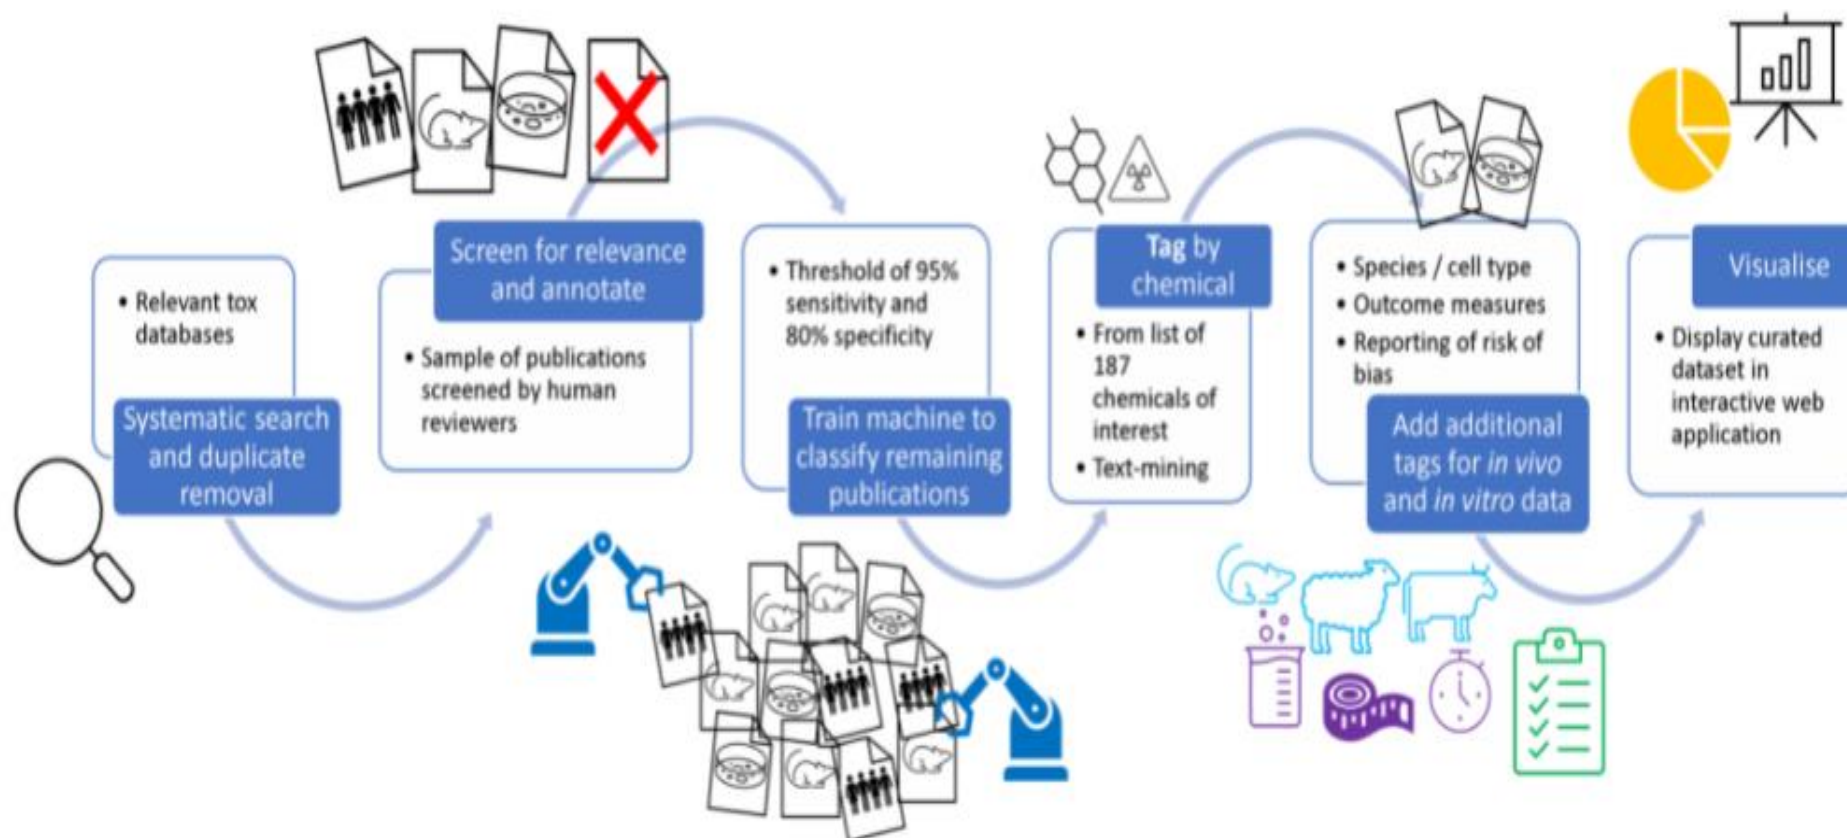 • Relevant tox
databases
Systematic search
and duplicate
removal
Screen for relevance
and annotate
• Sample of publications
screened by human
reviewers
• Threshold of 95%
sensitivity and
80% specificity
Train machine to
classify remaining
publications
Tag by
chemical
• From list of
187
chemicals of
interest
• Text-mining
• Species / cell type
• Outcome measures
• Reporting of risk of
bias
Add additional
tags for in vivo
and in vitro data
Visualise
• Display curated
dataset in
interactive web
application